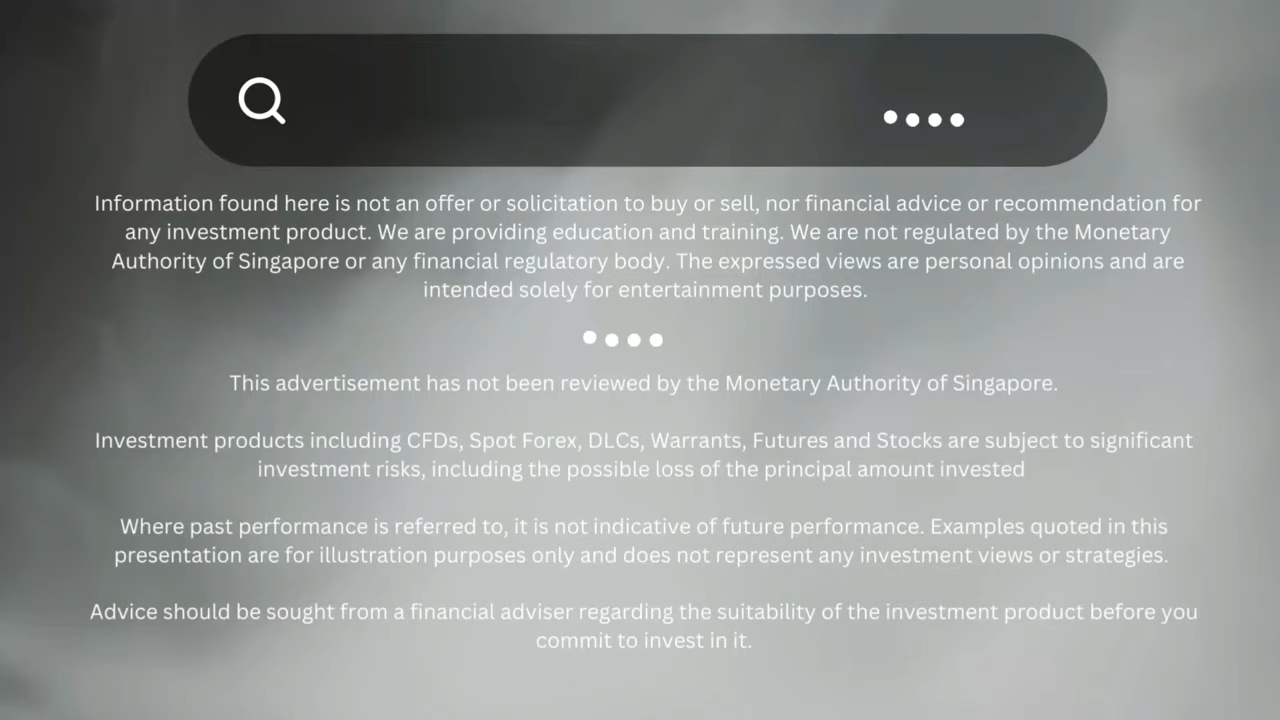 Information found here is not an offer or solicitation to buy or sell, nor financial advice or recommendation for
any investment product. We are providing education and training. We are not regulated by the Monetary
Authority of Singapore or any financial regulatory body. The expressed views are personal opinions and are
intended solely for entertainment purposes.
This advertisement has not been reviewed by the Monetary Authority of Singapore.
Investment products including CFDs, Spot Forex, DLCs, Warrants, Futures and Stocks are subject to significant
investment risks, including the possible loss of the principal amount invested
Where past performance is referred to, it is not indicative of future performance. Examples quoted in this
presentation are for illustration purposes only and does not represent any investment views or strategies.
Advice should be sought from a financial adviser regarding the suitability of the investment product before you
commit to invest in it.